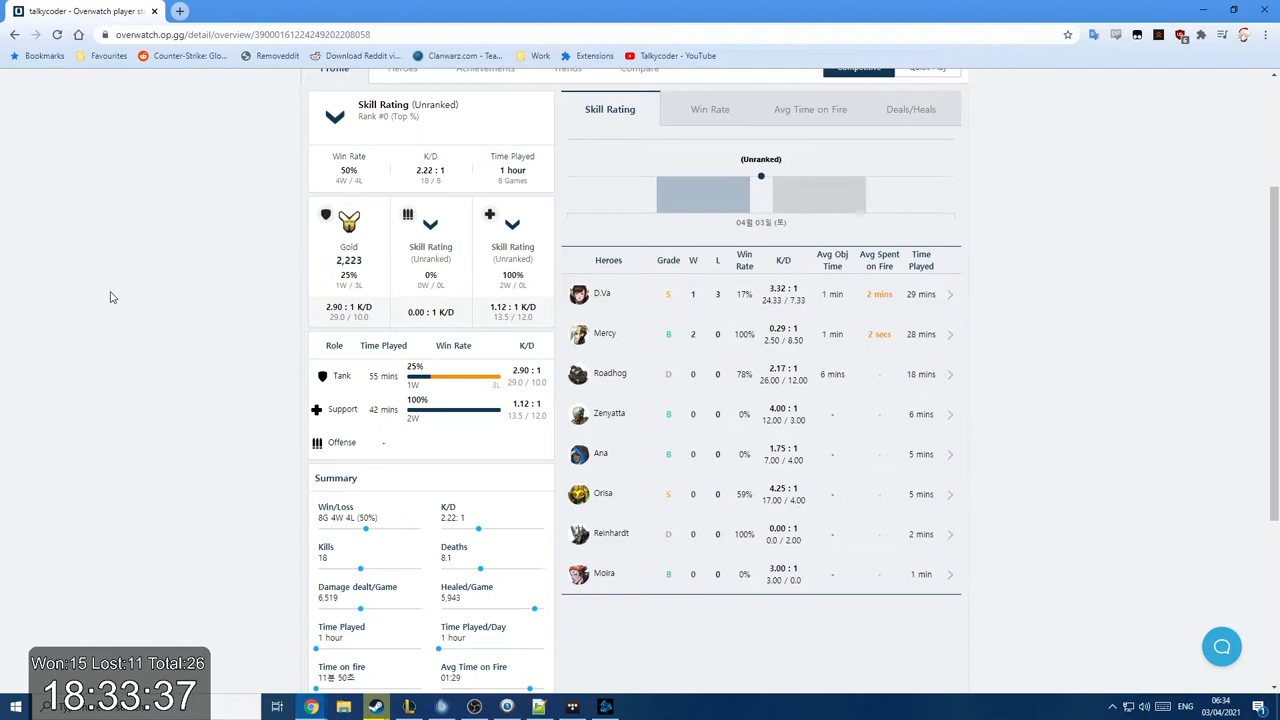 talkycoder - Overwatch player st
overwatch.op.gg/detail/overview/39000161224249202208058
Bookmarks
Favourites
Counter-Strike: Glo...
Removeddit
Download Reddit vi...
Clanwarz.com - Tea...
Work
Extensions
Talkycoder - YouTube
Profile
Heroes
Achievements
Trends
Compare
Competitive
Quick Play
Skill Rating (Unranked)
Rank #0 (Top %)
Win Rate
K/D
Time Played
50%
2.22 : 1
1 hour
4W / 4L
18 / 8
8 Games
Gold
Skill Rating
Skill Rating
2,223
(Unranked)
(Unranked)
25%
0%
100%
1W / 3L
0W / 0L
2W / 0L
2.90 : 1 K/D
0.00 : 1 K/D
1.12 : 1 K/D
29.0 / 10.0
13.5 / 12.0
Role
Time Played
Win Rate
K/D
Tank
55 mins
25%
1W
3L
2.90 : 1
29.0 / 10.0
Support
42 mins
100%
2W
1.12 : 1
13.5 / 12.0
Offense
-
Summary
Win/Loss
K/D
8G 4W 4L (50%)
2.22: 1
Kills
Deaths
18
8.1
Damage dealt/Game
Healed/Game
6,519
5,943
Time Played
Time Played/Day
1 hour
1 hour
Time on fire
Avg Time on Fire
11분 50초
01:29
Skill Rating
Win Rate
Avg Time on Fire
Deals/Heals
(Unranked)
04월 03일 (토)
Heroes
Grade
W
L
Win Rate
K/D
Avg Obj Time
Avg Spent on Fire
Time Played
D.Va S 1 3 17% 3.32 : 1 1 min 2 mins 29 mins
24.33 / 7.33
Mercy B 2 0 100% 0.29 : 1 1 min 2 secs 28 mins
2.50 / 8.50
Roadhog D 0 0 78% 2.17 : 1 6 mins - 18 mins
26.00 / 12.00
Zenyatta B 0 0 0% 4.00 : 1 - - 6 mins
12.00 / 3.00
Ana B 0 0 0% 1.75 : 1 - - 5 mins
7.00 / 4.00
Orisa S 0 0 59% 4.25 : 1 - - 5 mins
17.00 / 4.00
Reinhardt D 0 0 100% 0.00 : 1 - - 2 mins
0.0 / 2.00
Moira B 0 0 0% 3.00 : 1 - - 1 min
3.00 / 0.0
Won:15 Lost:11 Total:26
18:33:37
ENG
06:34
03/04/2021